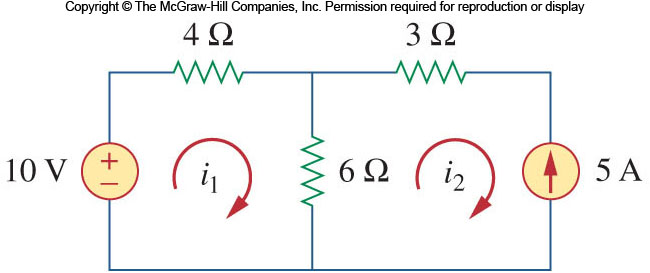 Copyright © The McGraw-Hill Companies, Inc. Permission required for reproduction or display
4 Ω 3 Ω
10 V + − i1 6 Ω i2 5 A